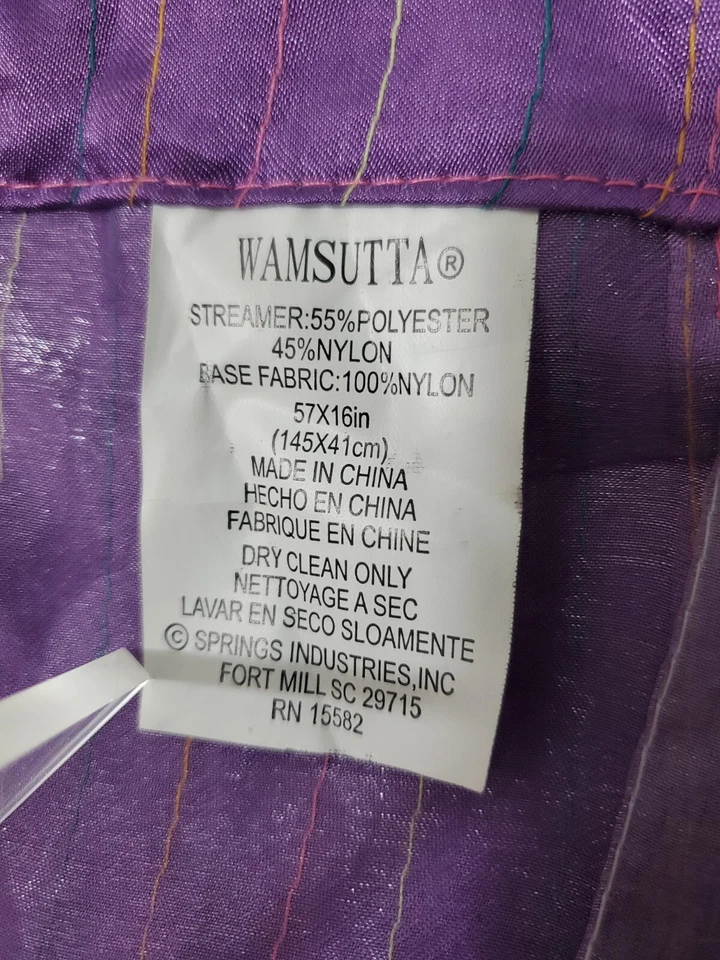 WAMSUTTA®
STREAMER:55%POLYESTER
45%NYLON
BASE FABRIC:100%NYLON
57X16in
(145X41cm)
MADE IN CHINA
HECHO EN CHINA
FABRIQUE EN CHINE
DRY CLEAN ONLY
NETTOYAGE A SEC
LAVAR EN SECO SLOAMENTE
© SPRINGS INDUSTRIES,INC
FORT MILL SC 29715
RN 15582